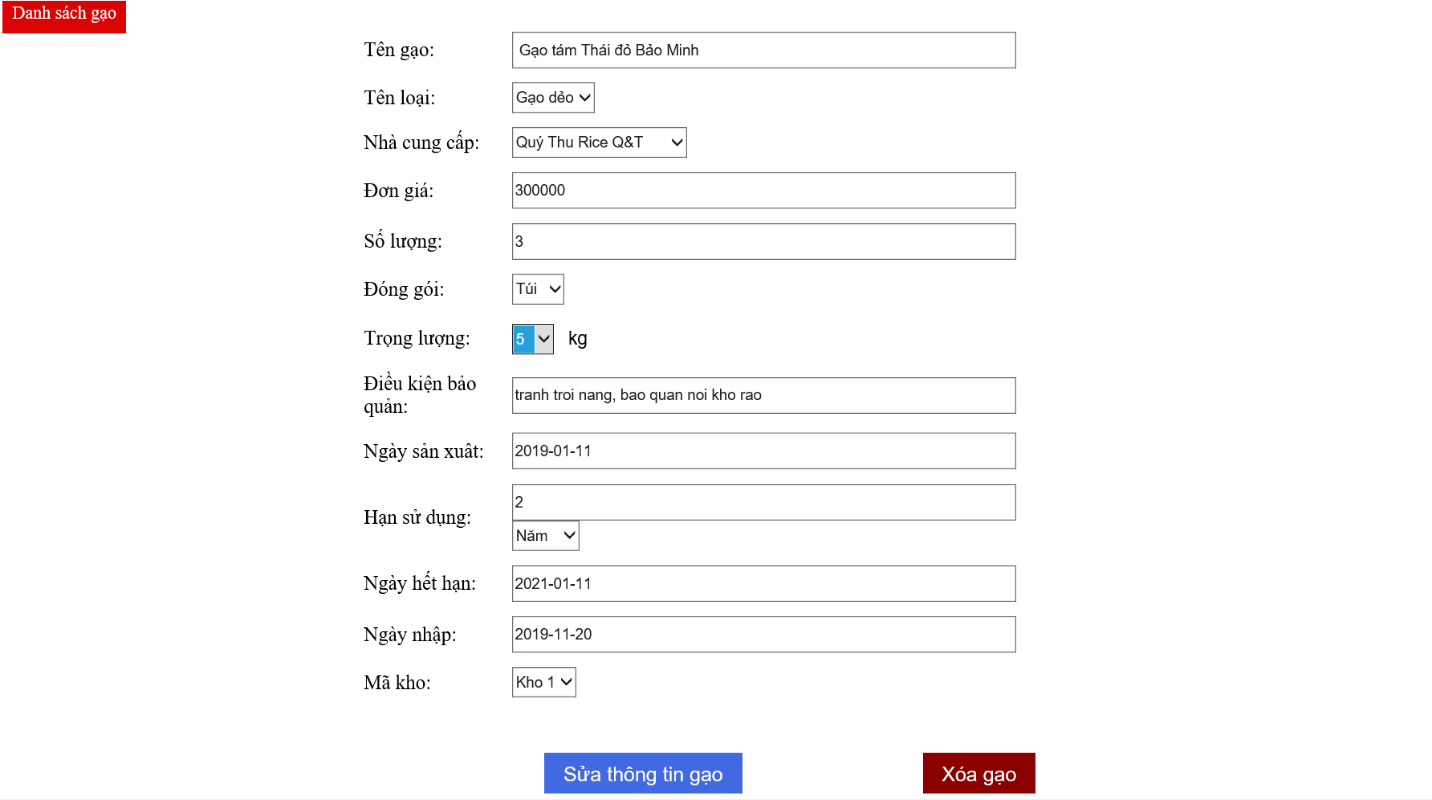 Danh sách gạo
Tên gạo: Gạo tám Thái đỏ Bảo Minh
Tên loại: Gạo dẻo
Nhà cung cấp: Quý Thu Rice Q&T
Đơn giá: 300000
Số lượng: 3
Đóng gói: Túi
Trọng lượng: 5 kg
Điều kiện bảo
quản:
tranh troi nang, bao quan noi kho rao
Ngày sản xuât: 2019-01-11
Hạn sử dụng: 2
Năm
Ngày hết hạn: 2021-01-11
Ngày nhập: 2019-11-20
Mã kho: Kho 1
Sửa thông tin gạo Xóa gạo